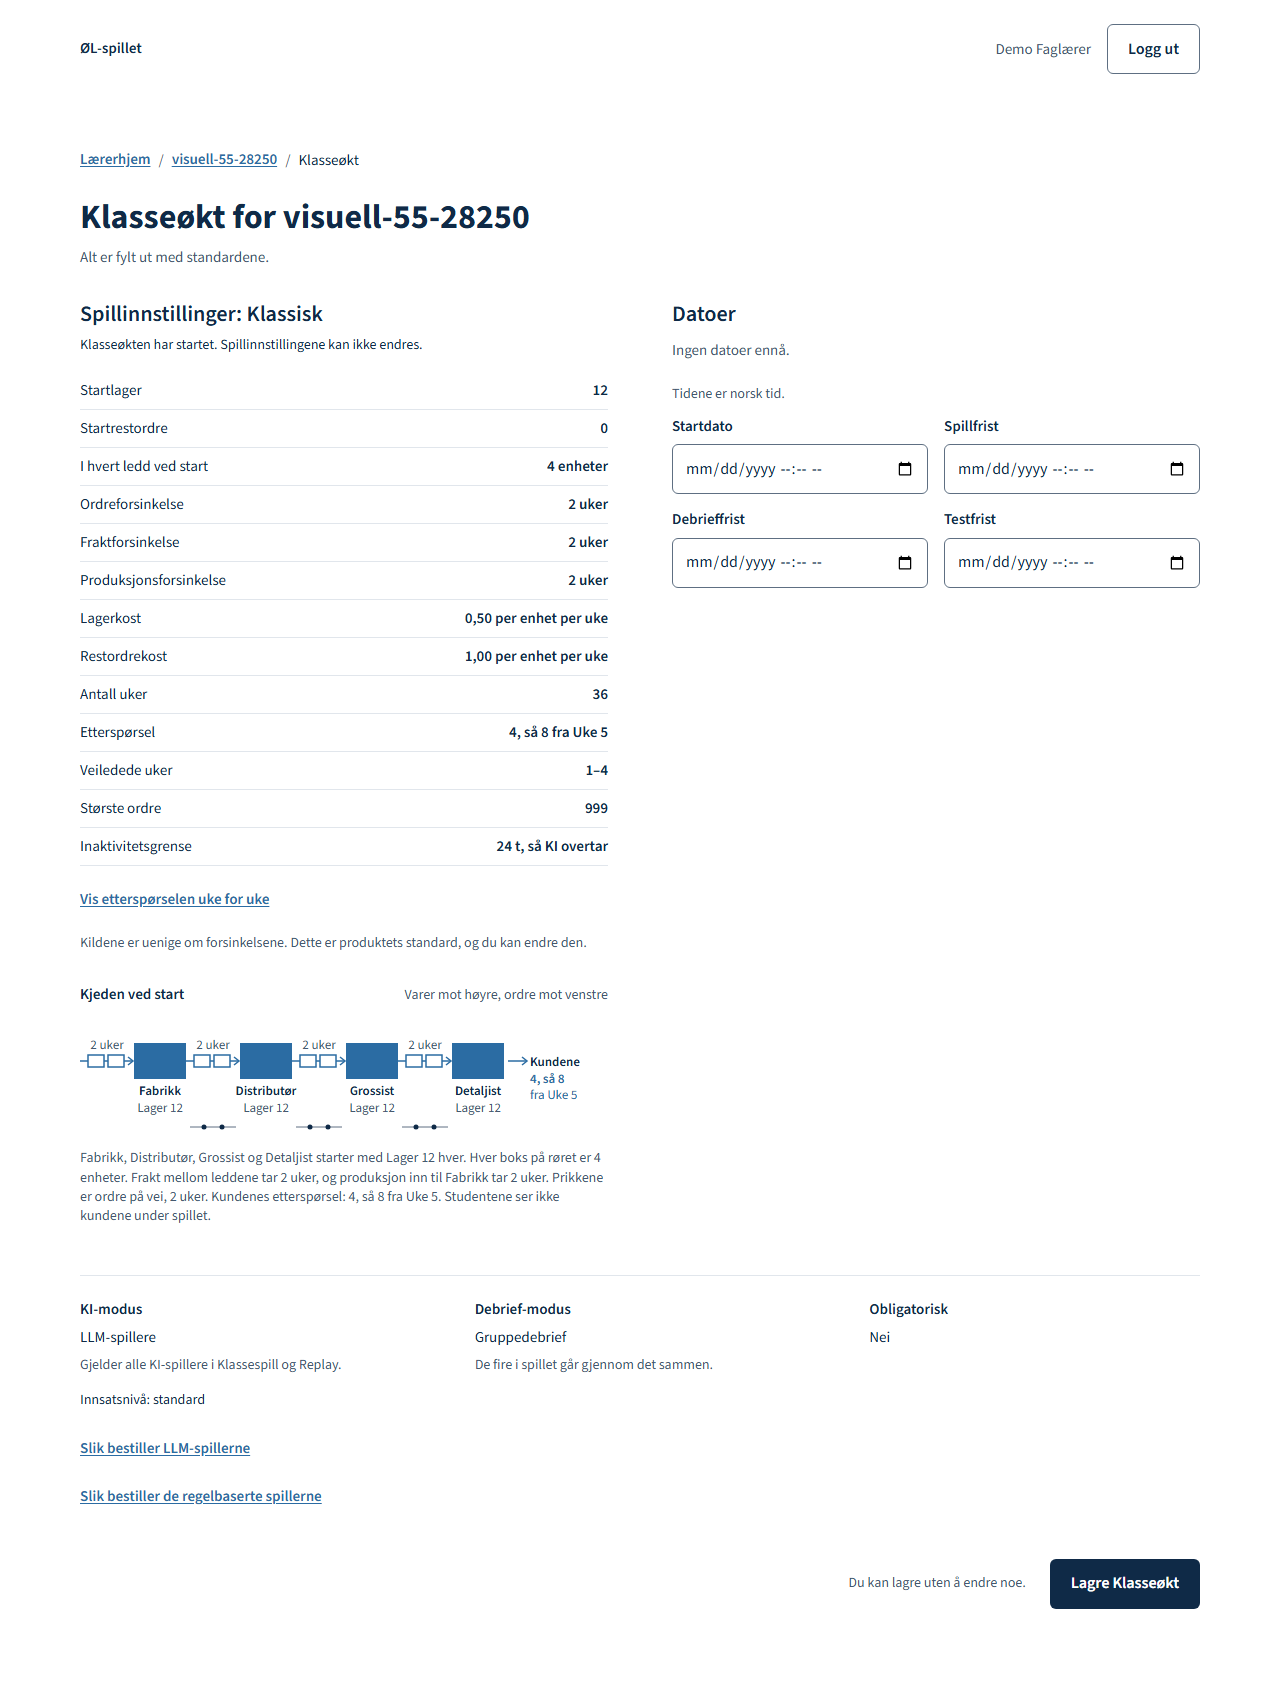 ØL-spillet
Demo Faglærer
Logg ut
Lærerhjem / visuell-55-28250 / Klasseøkt
Klasseøkt for visuell-55-28250
Alt er fylt ut med standardene.
Spillinnstillinger: Klassisk
Klasseøkten har startet. Spillinnstillingene kan ikke endres.
Startlager 12
Startrestordre 0
I hvert ledd ved start 4 enheter
Ordreforsinkelse 2 uker
Fraktforsinkelse 2 uker
Produksjonsforsinkelse 2 uker
Lagerkost 0,50 per enhet per uke
Restordrekost 1,00 per enhet per uke
Antall uker 36
Etterspørsel 4, så 8 fra Uke 5
Veiledede uker 1–4
Største ordre 999
Inaktivitetsgrense 24 t, så KI overtar
Vis etterspørselen uke for uke
Kildene er uenige om forsinkelsene. Dette er produktets standard, og du kan endre den.
Kjeden ved start
Varer mot høyre, ordre mot venstre
2 uker 2 uker 2 uker 2 uker
Fabrikk Distributør Grossist Detaljist
Lager 12 Lager 12 Lager 12 Lager 12
Kundene
4, så 8
fra Uke 5
Fabrikk, Distributør, Grossist og Detaljist starter med Lager 12 hver. Hver boks på røret er 4
enheter. Frakt mellom leddene tar 2 uker, og produksjon inn til Fabrikk tar 2 uker. Prikkene
er ordre på vei, 2 uker. Kundenes etterspørsel: 4, så 8 fra Uke 5. Studentene ser ikke
kundene under spillet.
Datoer
Ingen datoer ennå.
Tidene er norsk tid.
Startdato
mm/dd/yyyy --:-- --
Spillfrist
mm/dd/yyyy --:-- --
Debrieffrist
mm/dd/yyyy --:-- --
Testfrist
mm/dd/yyyy --:-- --
KI-modus
LLM-spillere
Gjelder alle KI-spillere i Klassespill og Replay.
Innsatsnivå: standard
Slik bestiller LLM-spillerne
Slik bestiller de regelbaserte spillerne
Debrief-modus
Gruppedebrief
De fire i spillet går gjennom det sammen.
Obligatorisk
Nei
Du kan lagre uten å endre noe.
Lagre Klasseøkt